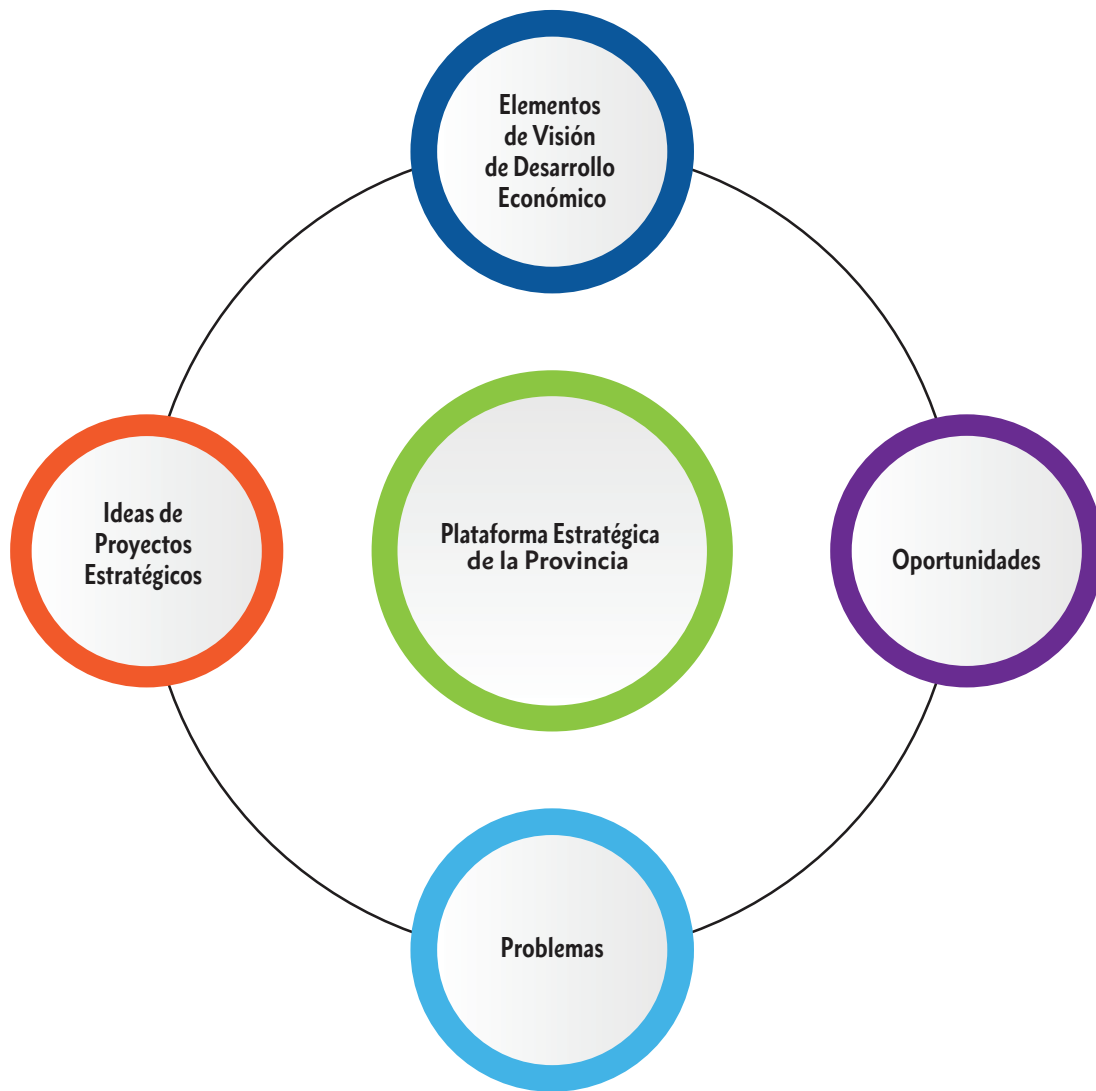 Elementos
de Visión
de Desarrollo
Económico
Ideas de
Proyectos
Estratégicos
Plataforma Estratégica
de la Provincia
Oportunidades
Problemas